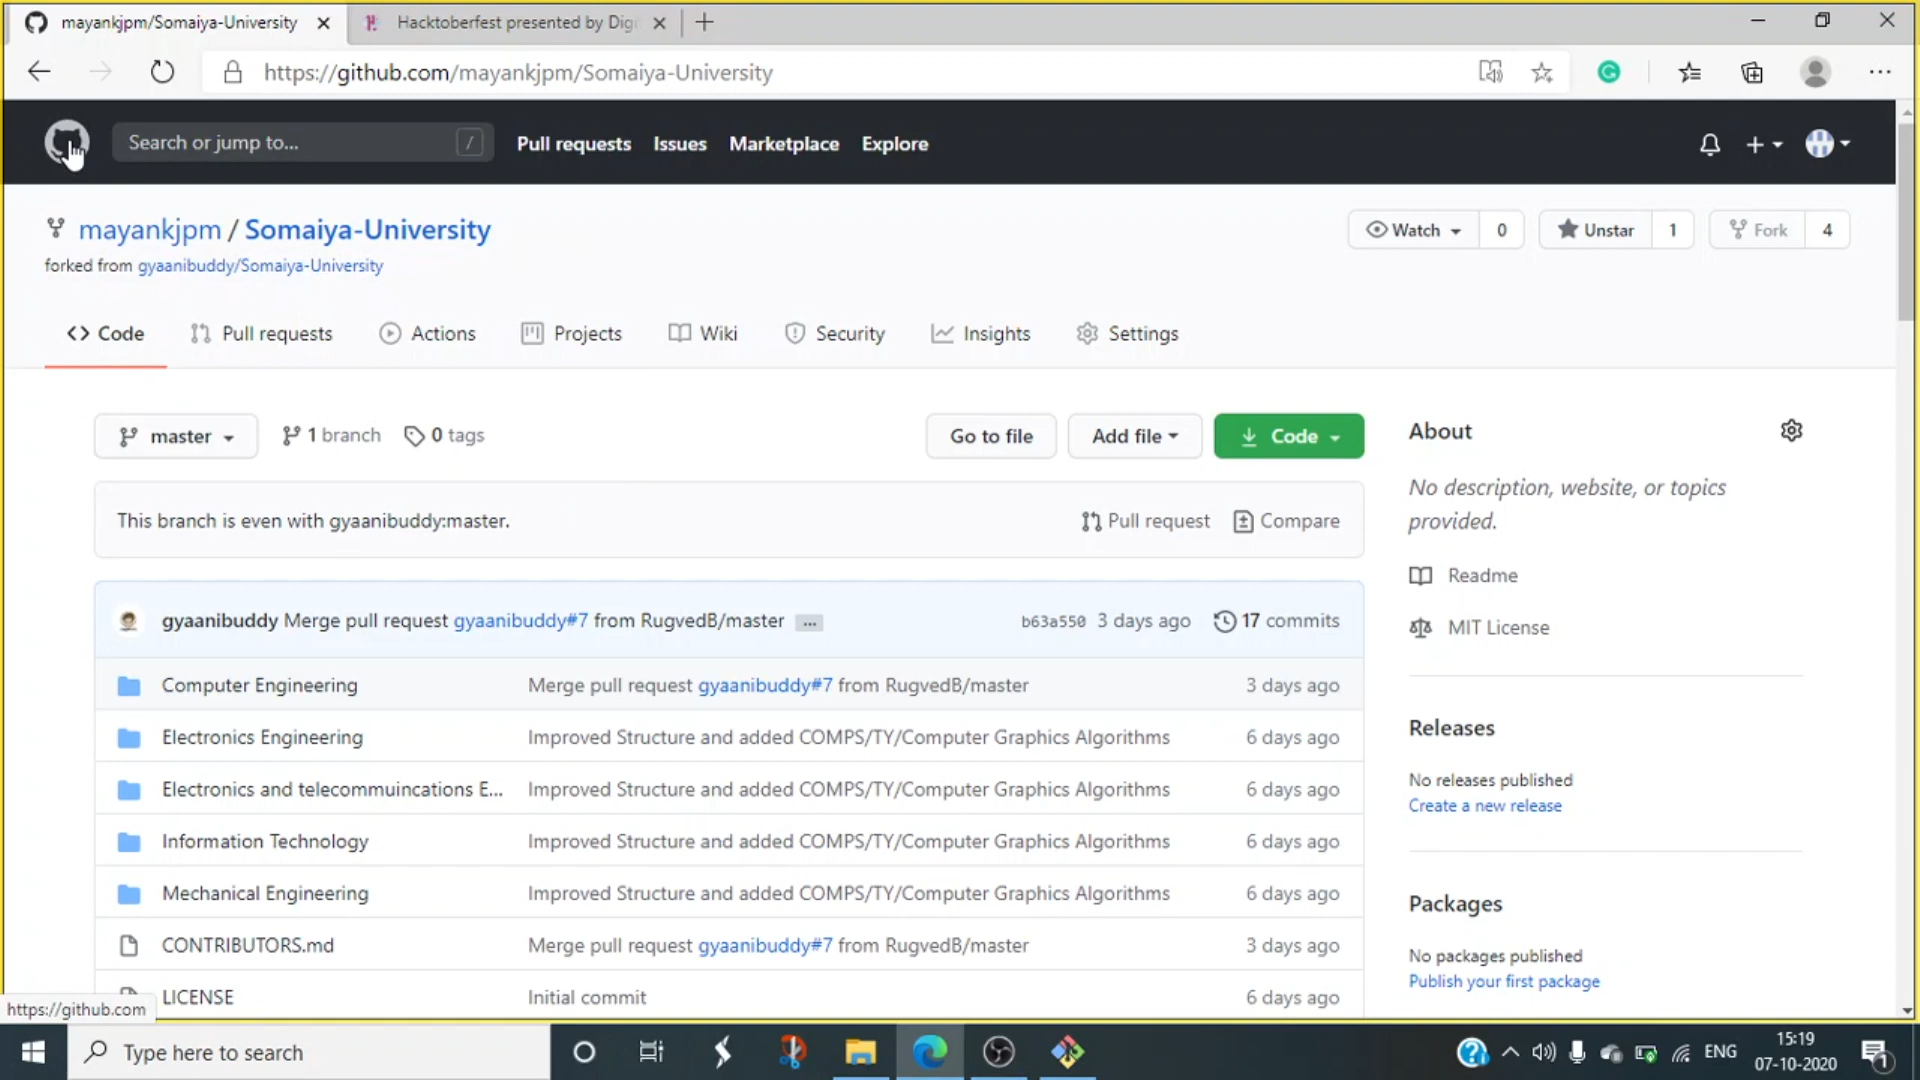 mayankjpm/Somaiya-University
Hacktoberfest presented by Dig
https://github.com/mayankjpm/Somaiya-University
Search or jump to...
/
Pull requests
Issues
Marketplace
Explore
mayankjpm / Somaiya-University
Watch 0
Unstar 1
Fork 4
forked from gyaanibuddy/Somaiya-University
Code
Pull requests
Actions
Projects
Wiki
Security
Insights
Settings
master
1 branch
0 tags
Go to file
Add file
Code
About
No description, website, or topics
provided.
This branch is even with gyaanibuddy:master.
Pull request
Compare
Readme
MIT License
gyaanibuddy Merge pull request gyaanibuddy#7 from RugvedB/master ...
b63a550 3 days ago
17 commits
Computer Engineering Merge pull request gyaanibuddy#7 from RugvedB/master 3 days ago
Electronics Engineering Improved Structure and added COMPS/TY/Computer Graphics Algorithms 6 days ago
Electronics and telecommuincations E... Improved Structure and added COMPS/TY/Computer Graphics Algorithms 6 days ago
Information Technology Improved Structure and added COMPS/TY/Computer Graphics Algorithms 6 days ago
Mechanical Engineering Improved Structure and added COMPS/TY/Computer Graphics Algorithms 6 days ago
CONTRIBUTORS.md Merge pull request gyaanibuddy#7 from RugvedB/master 3 days ago
LICENSE Initial commit 6 days ago
Releases
No releases published
Create a new release
Packages
No packages published
Publish your first package
https://github.com
Type here to search
ENG
15:19
07-10-2020
1